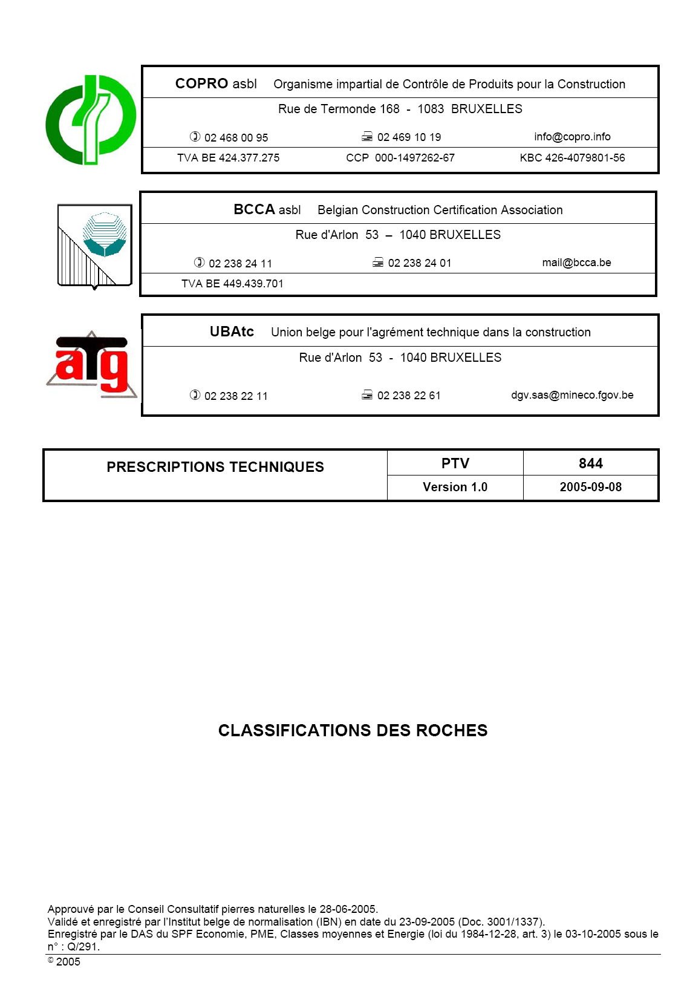 COPRO asbl Organisme impartial de Contrôle de Produits pour la Construction
Rue de Termonde 168 - 1083 BRUXELLES
02 468 00 95 02 469 10 19 info@copro.info
TVA BE 424.377.275 CCP 000-1497262-67 KBC 426-4079801-56
BCCA asbl Belgian Construction Certification Association
Rue d'Arlon 53 – 1040 BRUXELLES
02 238 24 11 02 238 24 01 mail@bcca.be
TVA BE 449.439.701
aTg
UBAtc Union belge pour l'agrément technique dans la construction
Rue d'Arlon 53 - 1040 BRUXELLES
02 238 22 11 02 238 22 61 dgv.sas@mineco.fgov.be
PRESCRIPTIONS TECHNIQUES PTV 844
Version 1.0 2005-09-08
CLASSIFICATIONS DES ROCHES
Approuvé par le Conseil Consultatif pierres naturelles le 28-06-2005.
Validé et enregistré par l’Institut belge de normalisation (IBN) en date du 23-09-2005 (Doc. 3001/1337).
Enregistré par le DAS du SPF Economie, PME, Classes moyennes et Energie (loi du 1984-12-28, art. 3) le 03-10-2005 sous le
n° : Q/291.
© 2005